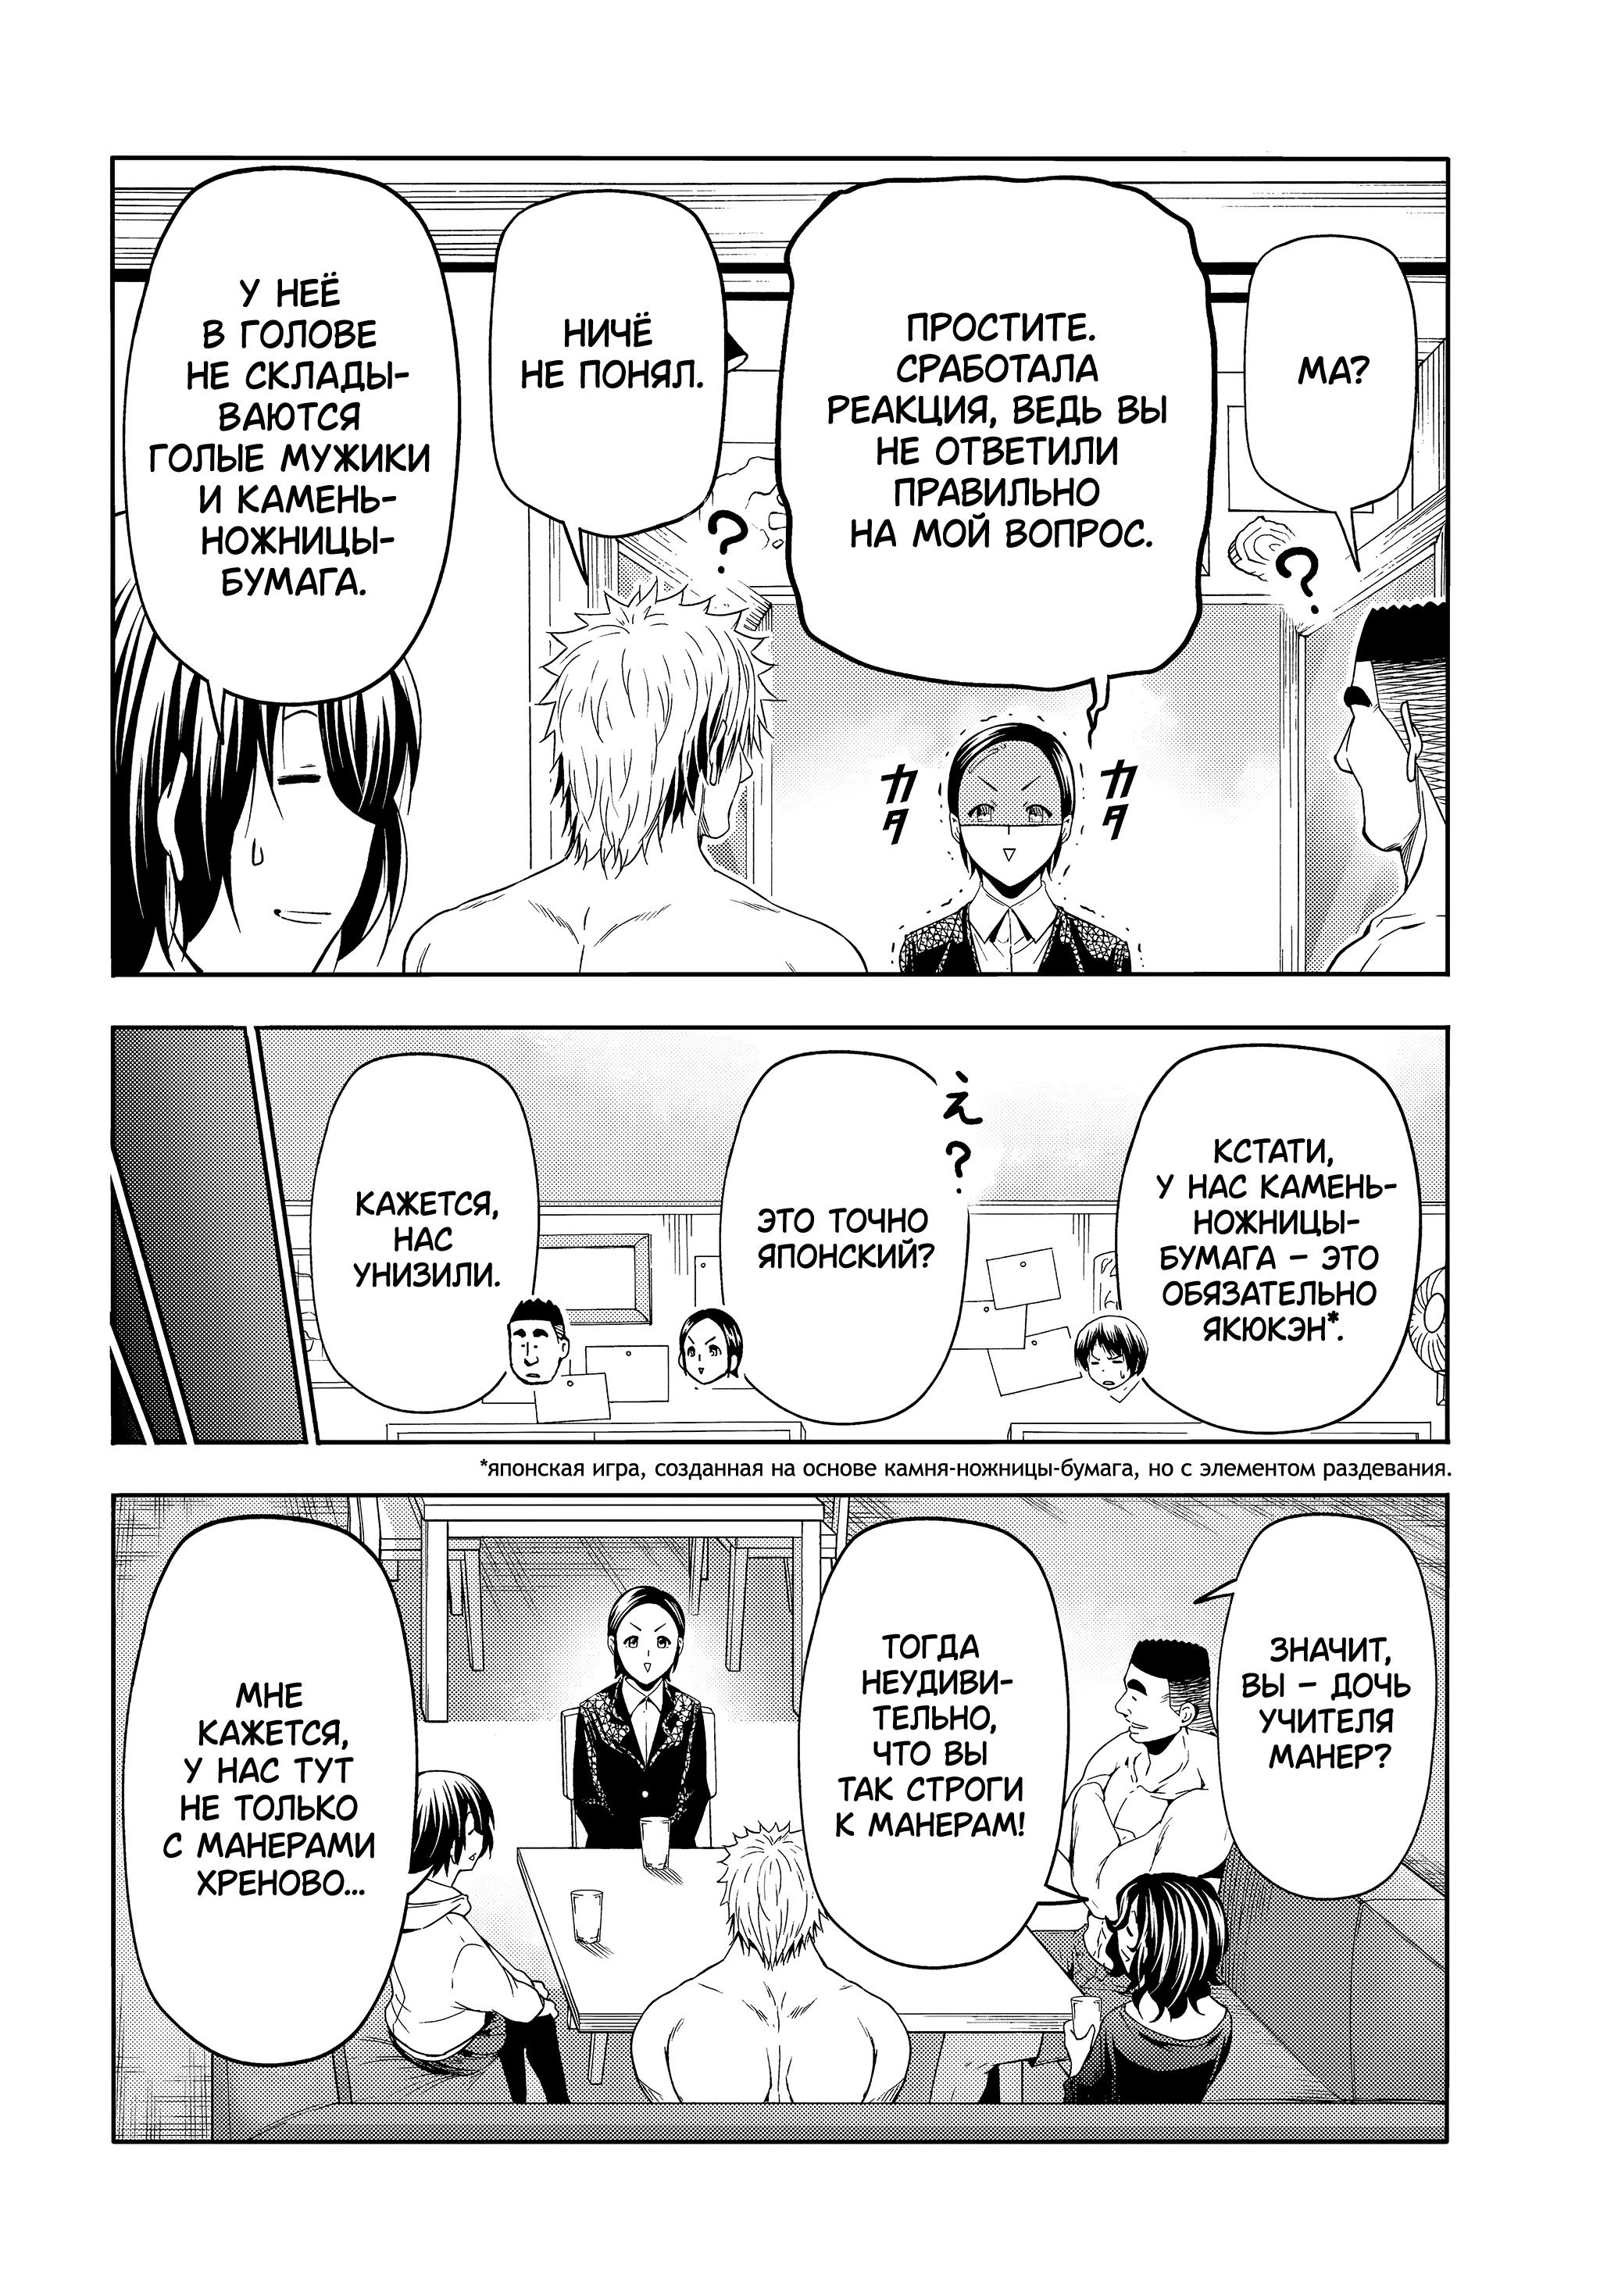 МА?
?
ПРОСТИТЕ.
СРАБОТАЛА
РЕАКЦИЯ, ВЕДЬ ВЫ
НЕ ОТВЕТИЛИ
ПРАВИЛЬНО
НА МОЙ ВОПРОС.
カタ
カタ
НИЧЁ
НЕ ПОНЯЛ.
?
У НЕЁ
В ГОЛОВЕ
НЕ СКЛАДЫ-
ВАЮТСЯ
ГОЛЫЕ МУЖИКИ
И КАМЕНЬ-
НОЖНИЦЫ-
БУМАГА.
КСТАТИ,
У НАС КАМЕНЬ-
НОЖНИЦЫ-
БУМАГА – ЭТО
ОБЯЗАТЕЛЬНО
ЯКЮКЭН*.
え?
ЭТО ТОЧНО
ЯПОНСКИЙ?
КАЖЕТСЯ,
НАС
УНИЗИЛИ.
*японская игра, созданная на основе камня-ножницы-бумага, но с элементом раздевания.
ЗНАЧИТ,
ВЫ – ДОЧЬ
УЧИТЕЛЯ
МАНЕР?
ТОГДА
НЕУДИВИ-
ТЕЛЬНО,
ЧТО ВЫ
ТАК СТРОГИ
К МАНЕРАМ!
МНЕ
КАЖЕТСЯ,
У НАС ТУТ
НЕ ТОЛЬКО
С МАНЕРАМИ
ХРЕНОВО...